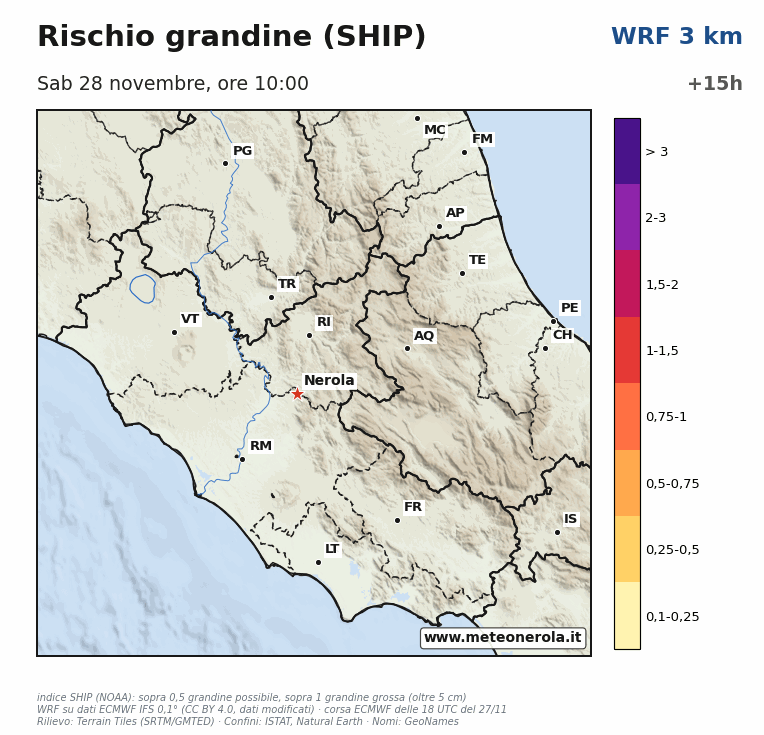 Rischio grandine (SHIP)
WRF 3 km
Sab 28 novembre, ore 10:00
+15h
MC
FM
PG
AP
TE
TR
PE
VT
RI
AQ
CH
Nerola
RM
FR
IS
LT
www.meteonerola.it
> 3
2-3
1,5-2
1-1,5
0,75-1
0,5-0,75
0,25-0,5
0,1-0,25
indice SHIP (NOAA): sopra 0,5 grandine possibile, sopra 1 grandine grossa (oltre 5 cm)
WRF su dati ECMWF IFS 0,1° (CC BY 4.0, dati modificati) · corsa ECMWF delle 18 UTC del 27/11
Rilievo: Terrain Tiles (SRTM/GMTED) · Confini: ISTAT, Natural Earth · Nomi: GeoNames